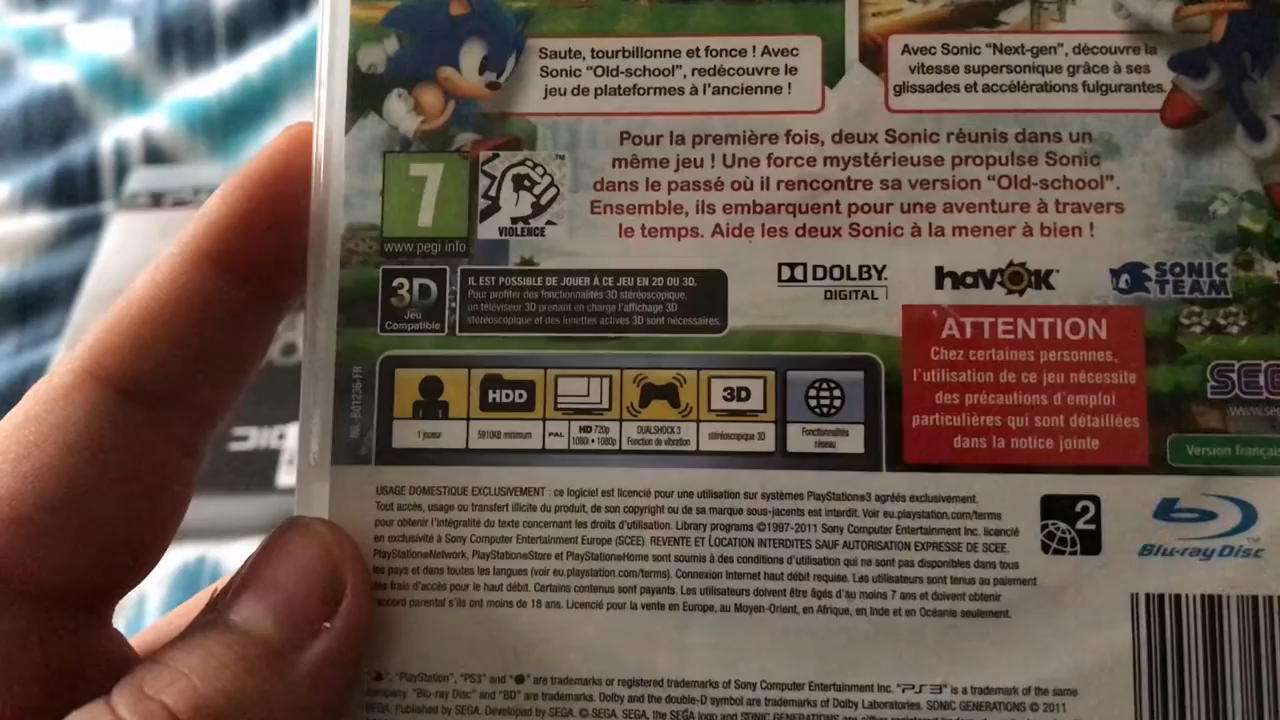 Saute, tourbillonne et fonce ! Avec
Sonic “Old-school”, redécouvre le
jeu de plateformes à l'ancienne !
Avec Sonic “Next-gen”, découvre la
vitesse supersonique grâce à ses
glissades et accélérations fulgurantes.
Pour la première fois, deux Sonic réunis dans un
même jeu ! Une force mystérieuse propulse Sonic
dans le passé où il rencontre sa version “Old-school”.
Ensemble, ils embarquent pour une aventure à travers
le temps. Aide les deux Sonic à la mener à bien !
7
www.pegi.info
VIOLENCE
3D
Jeu
Compatible
IL EST POSSIBLE DE JOUER À CE JEU EN 2D OU 3D.
Pour profiter des fonctionnalités 3D stéréoscopique,
un téléviseur 3D prenant en charge l'affichage 3D
stéréoscopique et des lunettes actives 3D sont nécessaires.
DOLBY
DIGITAL
havok
SONIC
TEAM
ATTENTION
Chez certaines personnes,
l'utilisation de ce jeu nécessite
des précautions d'emploi
particulières qui sont détaillées
dans la notice jointe
Version français
HDD
3D
1 joueur
5910KB minimum
PAL
HD 720p
1080i • 1080p
DUALSHOCK 3
Fonction de vibration
stéréoscopique 3D
Fonctionnalités
réseau
USAGE DOMESTIQUE EXCLUSIVEMENT : ce logiciel est licencié pour une utilisation sur systèmes PlayStation®3 agréés exclusivement.
Tout accès, usage ou transfert illicite du produit, de son copyright ou de sa marque sous-jacents est interdit. Voir eu.playstation.com/terms
pour obtenir l'intégralité du texte concernant les droits d'utilisation. Library programs ©1997-2011 Sony Computer Entertainment Inc. licencié
en exclusivité à Sony Computer Entertainment Europe (SCEE). REVENTE ET LOCATION INTERDITES SAUF AUTORISATION EXPRESSE DE SCEE.
PlayStation®Network, PlayStation®Store et PlayStation®Home sont soumis à des conditions d'utilisation qui ne sont pas disponibles dans tous
les pays et dans toutes les langues (voir eu.playstation.com/terms). Connexion Internet haut débit requise. Les utilisateurs sont tenus au paiement
des frais d'accès pour le haut débit. Certains contenus sont payants. Les utilisateurs doivent être âgés d'au moins 7 ans et doivent obtenir
accord parental s'ils ont moins de 18 ans. Licencié pour la vente en Europe, au Moyen-Orient, en Afrique, en Inde et en Océanie seulement.
2
Blu-ray Disc
"PlayStation", "PS3" and are trademarks or registered trademarks of Sony Computer Entertainment Inc. "PS3" is a trademark of the same
company. "Blu-ray Disc" and "BD" are trademarks. Dolby and the double-D symbol are trademarks of Dolby Laboratories. SONIC GENERATIONS © 2011
SEGA. Published by SEGA. Developed by SEGA. © SEGA. SEGA, the SEGA logo and SONIC GENERATIONS are either registered